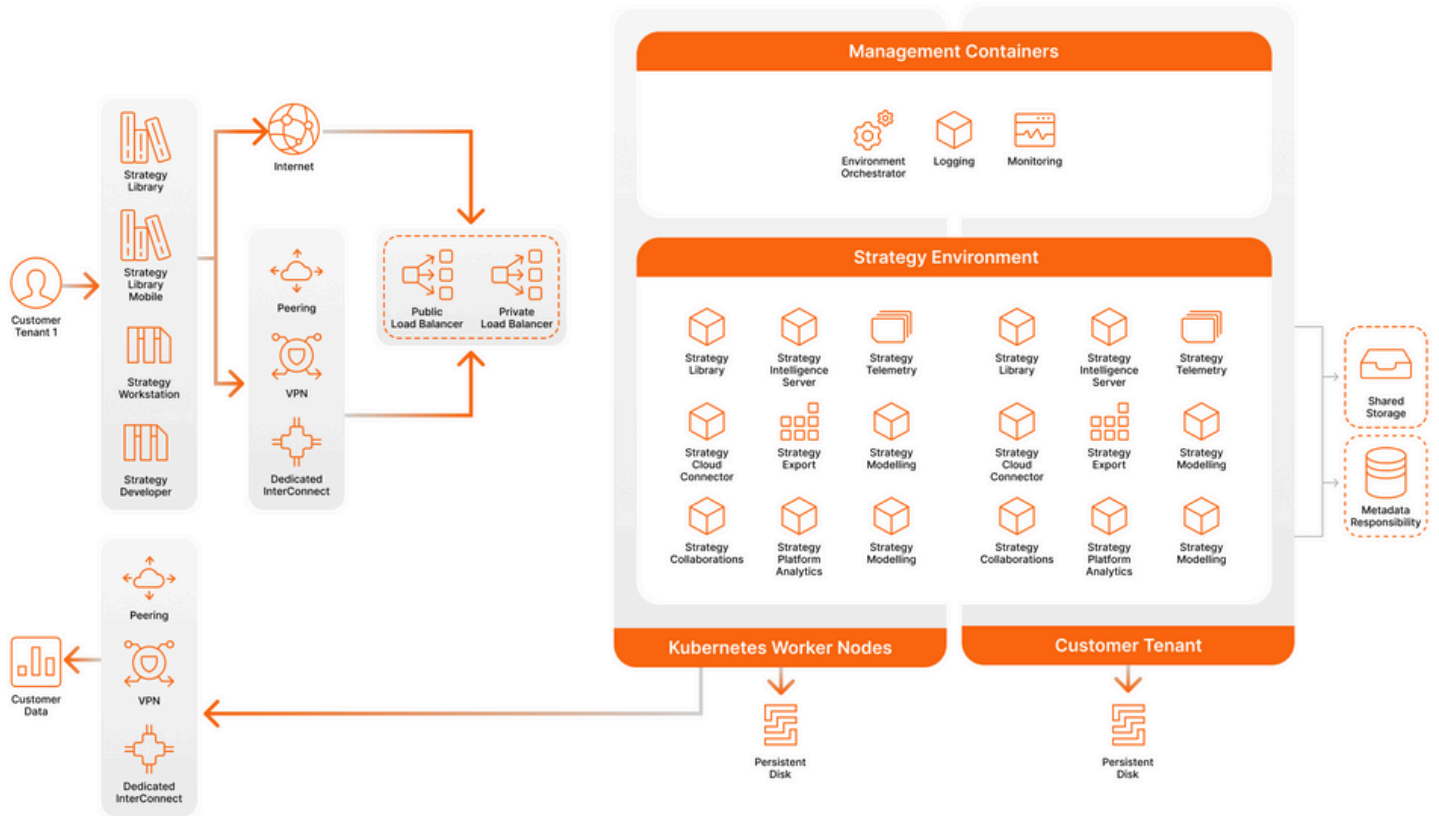 Management Containers
Environment
Orchestrator
Logging
Monitoring
Strategy
Library
Strategy
Library
Mobile
Strategy
Workstation
Strategy
Developer
Customer
Tenant 1
Internet
Peering
VPN
Dedicated
InterConnect
Public
Load Balancer
Private
Load Balancer
Strategy Environment
Strategy
Library
Strategy
Intelligence
Server
Strategy
Telemetry
Strategy
Library
Strategy
Intelligence
Server
Strategy
Telemetry
Strategy
Cloud
Connector
Strategy
Export
Strategy
Modelling
Strategy
Cloud
Connector
Strategy
Export
Strategy
Modelling
Strategy
Collaborations
Strategy
Platform
Analytics
Strategy
Modelling
Strategy
Collaborations
Strategy
Platform
Analytics
Strategy
Modelling
Shared
Storage
Metadata
Responsibility
Kubernetes Worker Nodes
Customer Tenant
Persistent
Disk
Persistent
Disk
Customer
Data
Peering
VPN
Dedicated
InterConnect